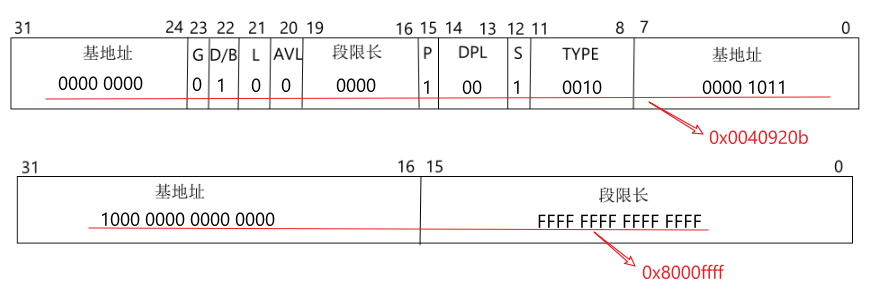 31 24 23 22 21 20 19 16 15 14 13 12 11 8 7 0
基地址 G D/B L AVL 段限长 P DPL S TYPE 基地址
0000 0000 0 1 0 0 0000 1 00 1 0010 0000 1011
0x0040920b
31 16 15 0
基地址 段限长
1000 0000 0000 0000 FFFF FFFF FFFF FFFF
0x8000ffff